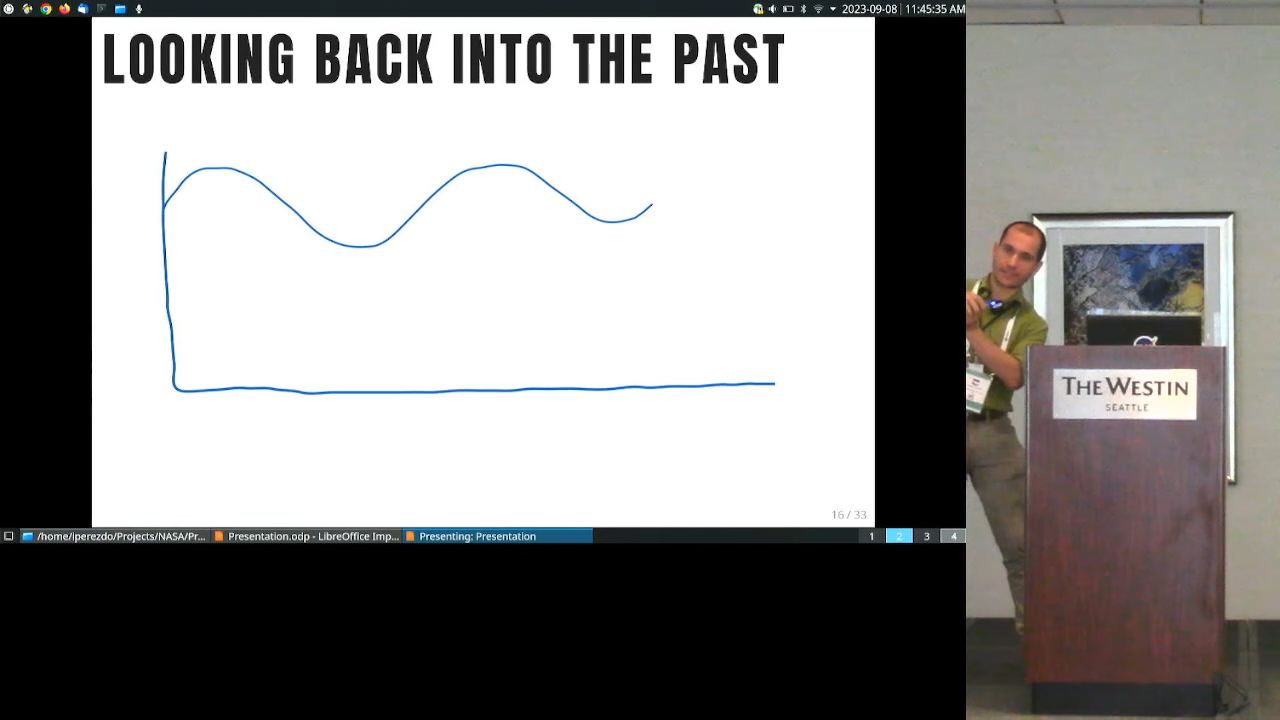 2023-09-08
11:45:35 AM
LOOKING BACK INTO THE PAST
16 / 33
/home/iperezdo/Projects/NASA/Pr...
Presentation.odp - LibreOffice Imp...
Presenting: Presentation
1
2
3
4
THE WESTIN
SEATTLE